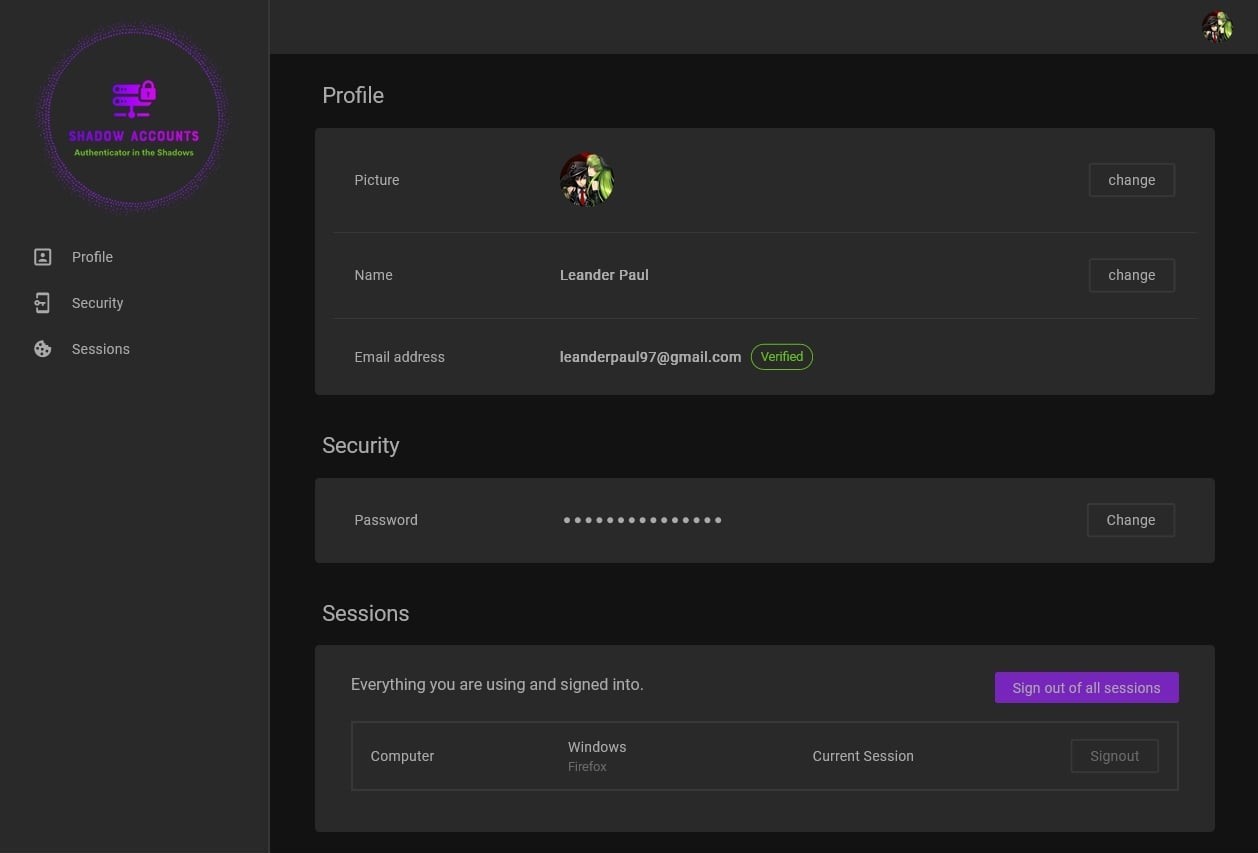 SHADOW ACCOUNTS
Authenticator in the Shadows
Profile
Security
Sessions
Profile
Picture
change
Name
Leander Paul
change
Email address
leanderpaul97@gmail.com
Verified
Security
Password
Change
Sessions
Everything you are using and signed into.
Sign out of all sessions
Computer
Windows
Firefox
Current Session
Signout